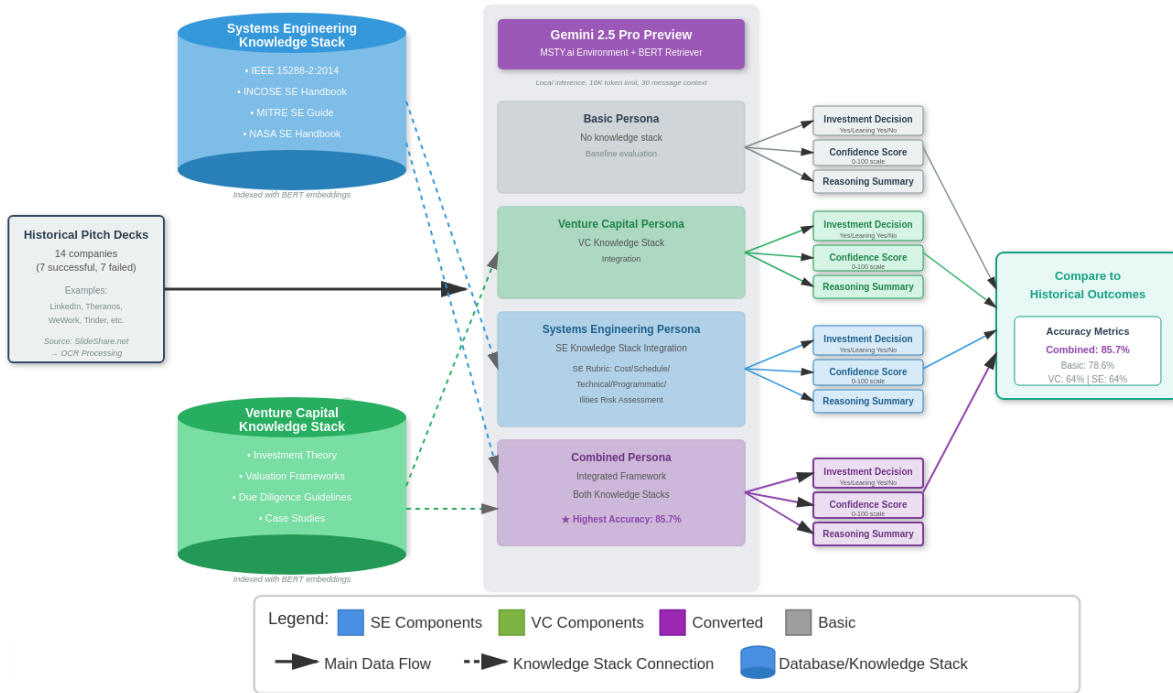 Systems Engineering
Knowledge Stack
• IEEE 15288-2:2014
• INCOSE SE Handbook
• MITRE SE Guide
• NASA SE Handbook
Indexed with BERT embeddings
Historical Pitch Decks
14 companies
(7 successful, 7 failed)
Examples:
LinkedIn, Theranos,
WeWork, Tinder, etc.
Source: SlideShare.net
→ OCR Processing
Venture Capital
Knowledge Stack
• Investment Theory
• Valuation Frameworks
• Due Diligence Guidelines
• Case Studies
Indexed with BERT embeddings
Gemini 2.5 Pro Preview
MSTY.ai Environment + BERT Retriever
Local inference, 16K token limit, 30 message context
Basic Persona
No knowledge stack
Baseline evaluation
Venture Capital Persona
VC Knowledge Stack
Integration
Systems Engineering Persona
SE Knowledge Stack Integration
SE Rubric: Cost/Schedule/
Technical/Programmatic/
Ilities Risk Assessment
Combined Persona
Integrated Framework
Both Knowledge Stacks
★ Highest Accuracy: 85.7%
Investment Decision
Yes/Leaning Yes/No
Confidence Score
0-100 scale
Reasoning Summary
Investment Decision
Yes/Leaning Yes/No
Confidence Score
0-100 scale
Reasoning Summary
Investment Decision
Yes/Leaning Yes/No
Confidence Score
0-100 scale
Reasoning Summary
Investment Decision
Yes/Leaning Yes/No
Confidence Score
0-100 scale
Reasoning Summary
Compare to
Historical Outcomes
Accuracy Metrics
Combined: 85.7%
Basic: 78.6%
VC: 64% | SE: 64%
Legend:
SE Components
VC Components
Converted
Basic
Main Data Flow
Knowledge Stack Connection
Database/Knowledge Stack